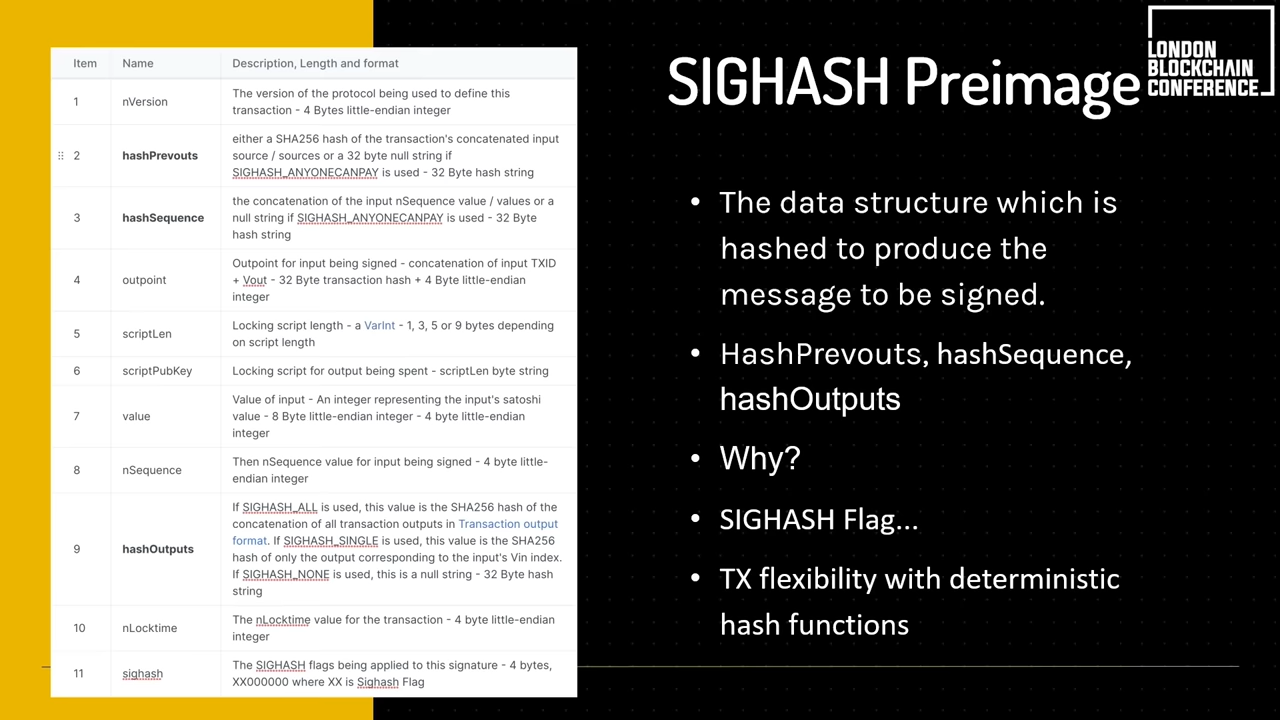 Item Name Description, Length and format
1 nVersion The version of the protocol being used to define this
transaction - 4 Bytes little-endian integer
2 hashPrevouts either a SHA256 hash of the transaction's concatenated input
source / sources or a 32 byte null string if
SIGHASH_ANYONECANPAY is used - 32 Byte hash string
3 hashSequence the concatenation of the input nSequence value / values or a
null string if SIGHASH_ANYONECANPAY is used - 32 Byte
hash string
4 outpoint Outpoint for input being signed - concatenation of input TXID
+ Vout - 32 Byte transaction hash + 4 Byte little-endian
integer
5 scriptLen Locking script length - a VarInt - 1, 3, 5 or 9 bytes depending
on script length
6 scriptPubKey Locking script for output being spent - scriptLen byte string
7 value Value of input - An integer representing the input's satoshi
value - 8 Byte little-endian integer - 4 byte little-endian
integer
8 nSequence Then nSequence value for input being signed - 4 byte little-
endian integer
9 hashOutputs If SIGHASH_ALL is used, this value is the SHA256 hash of the
concatenation of all transaction outputs in Transaction output
format. If SIGHASH_SINGLE is used, this value is the SHA256
hash of only the output corresponding to the input's Vin index.
If SIGHASH_NONE is used, this is a null string - 32 Byte hash
string
10 nLocktime The nLocktime value for the transaction - 4 byte little-endian
integer
11 sighash The SIGHASH flags being applied to this signature - 4 bytes,
XX000000 where XX is Sighash Flag
SIGHASH Preimage
LONDON
BLOCKCHAIN
CONFERENCE
• The data structure which is
hashed to produce the
message to be signed.
• HashPrevouts, hashSequence,
hashOutputs
• Why?
• SIGHASH Flag...
• TX flexibility with deterministic
hash functions